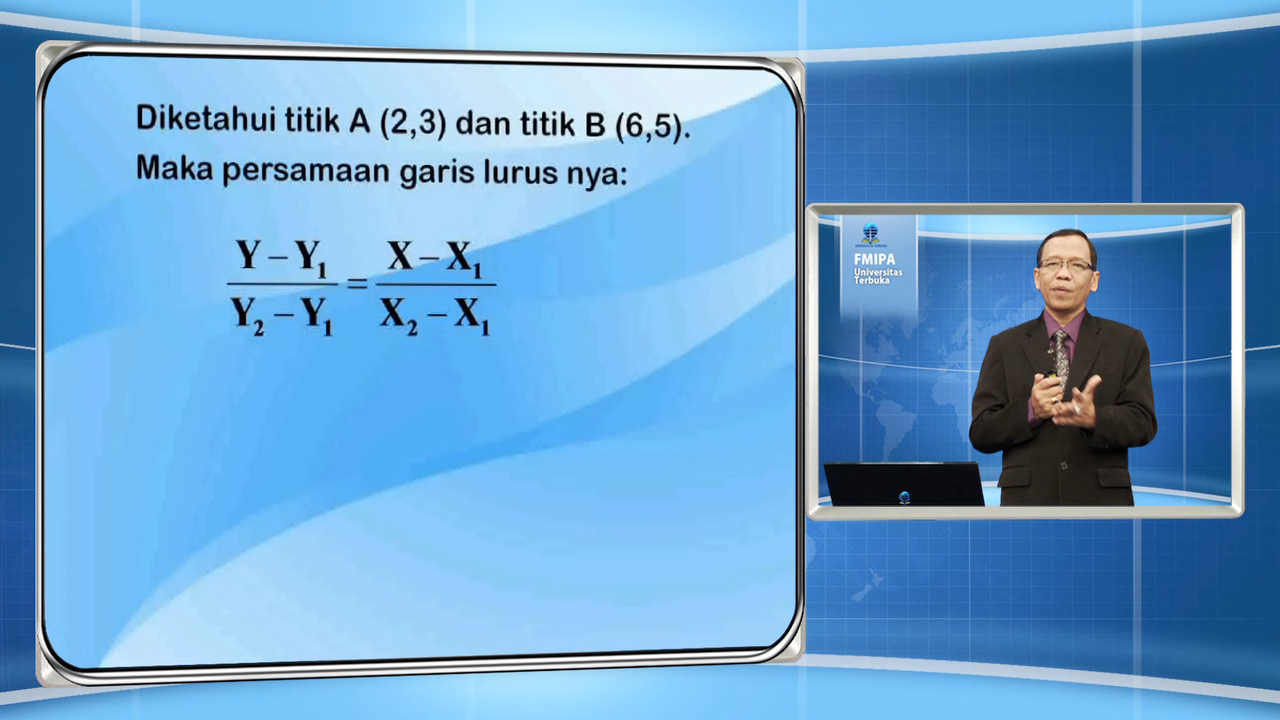 Diketahui titik A (2,3) dan titik B (6,5).
Maka persamaan garis lurus nya:
Y – Y₁ / Y₂ – Y₁ = X – X₁ / X₂ – X₁
FMIPA
Universitas
Terbuka